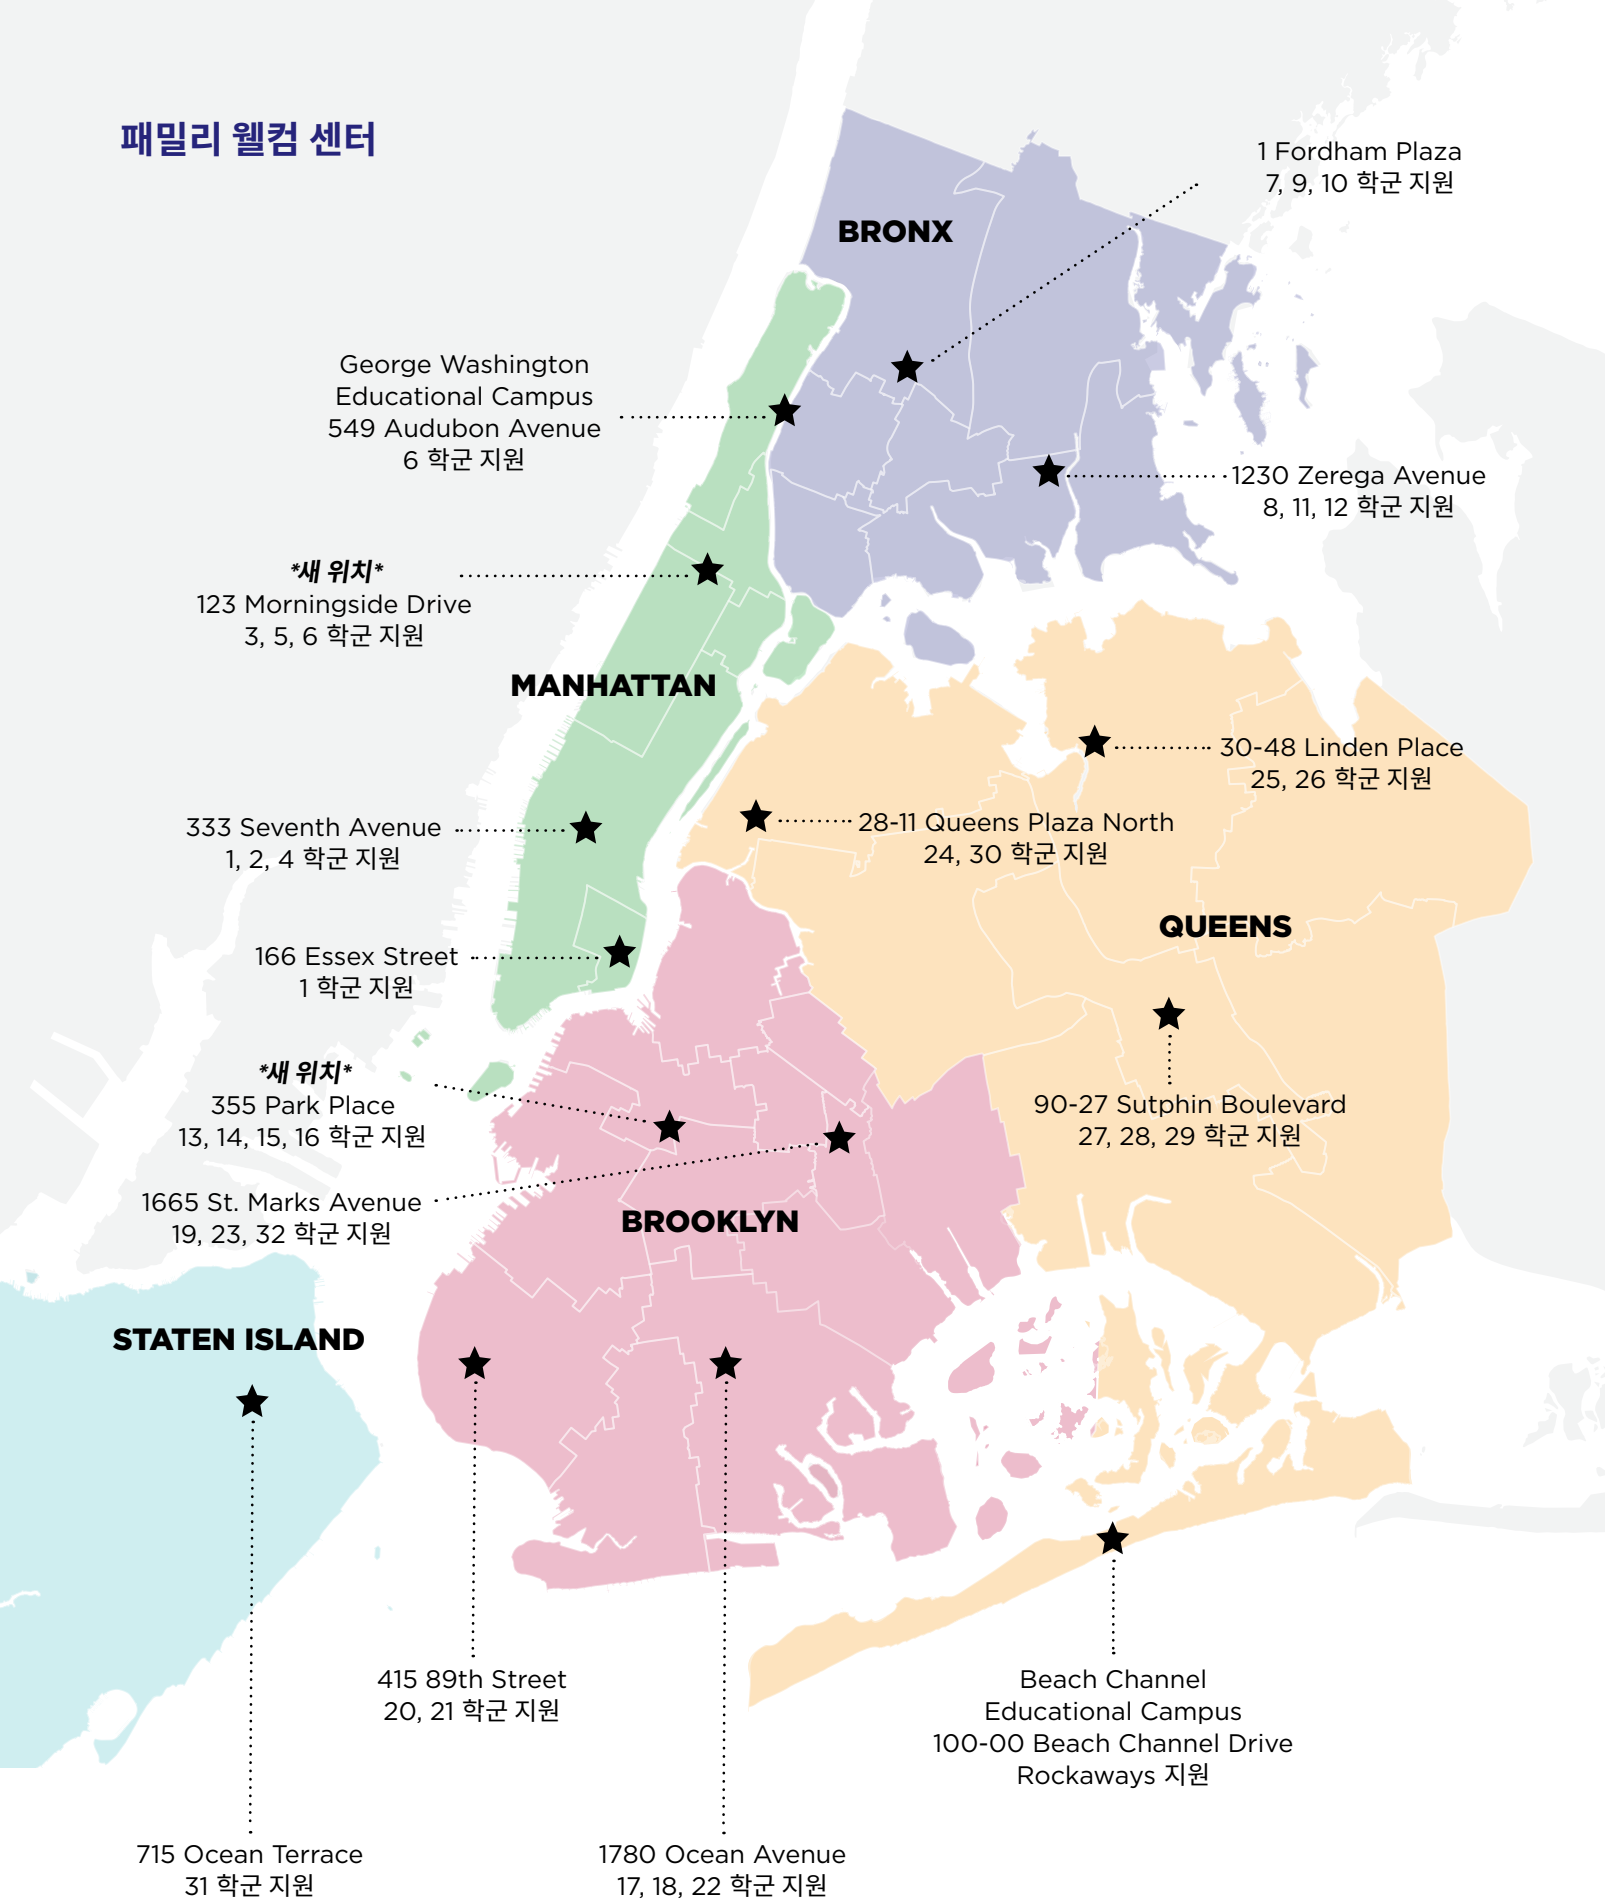 패밀리 웰컴 센터
1 Fordham Plaza
7, 9, 10 학군 지원
BRONX
George Washington
Educational Campus
549 Audubon Avenue
6 학군 지원
1230 Zerega Avenue
8, 11, 12 학군 지원
*새 위치*
123 Morningside Drive
3, 5, 6 학군 지원
MANHATTAN
30-48 Linden Place
25, 26 학군 지원
333 Seventh Avenue
1, 2, 4 학군 지원
28-11 Queens Plaza North
24, 30 학군 지원
QUEENS
166 Essex Street
1 학군 지원
*새 위치*
355 Park Place
13, 14, 15, 16 학군 지원
90-27 Sutphin Boulevard
27, 28, 29 학군 지원
1665 St. Marks Avenue
19, 23, 32 학군 지원
BROOKLYN
STATEN ISLAND
415 89th Street
20, 21 학군 지원
Beach Channel
Educational Campus
100-00 Beach Channel Drive
Rockaways 지원
715 Ocean Terrace
31 학군 지원
1780 Ocean Avenue
17, 18, 22 학군 지원